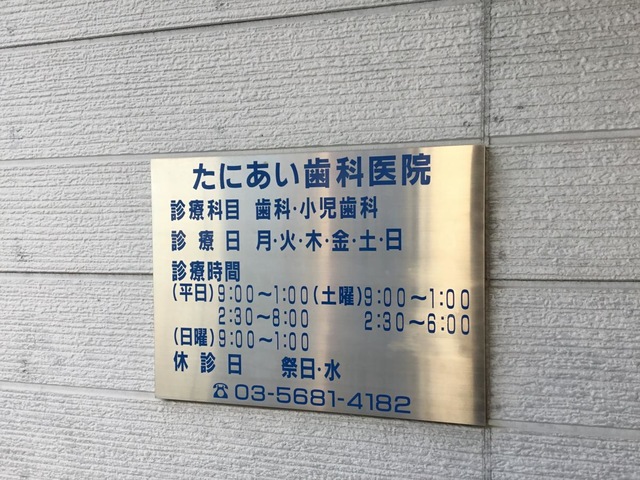 たにあい歯科医院
診療科目 歯科・小児歯科
診療日 月・火・木・金・土・日
診療時間
(平日)9:00～1:00(土曜)9:00～1:00
2:30～8:00 2:30～6:00
(日曜)9:00～1:00
休診日 祭日・水
☎03-5681-4182